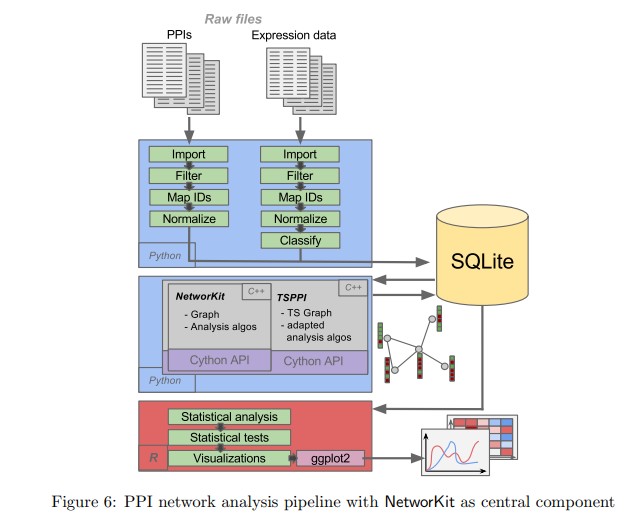 Raw files
PPIs
Expression data
Import
Filter
Map IDs
Normalize
Import
Filter
Map IDs
Normalize
Classify
Python
SQLite
NetworKit
- Graph
- Analysis algos
C++
Cython API
TSPPI
- TS Graph
- adapted
analysis algos
C++
Cython API
Python
Statistical analysis
Statistical tests
Visualizations
ggplot2
R
Figure 6: PPI network analysis pipeline with NetworKit as central component